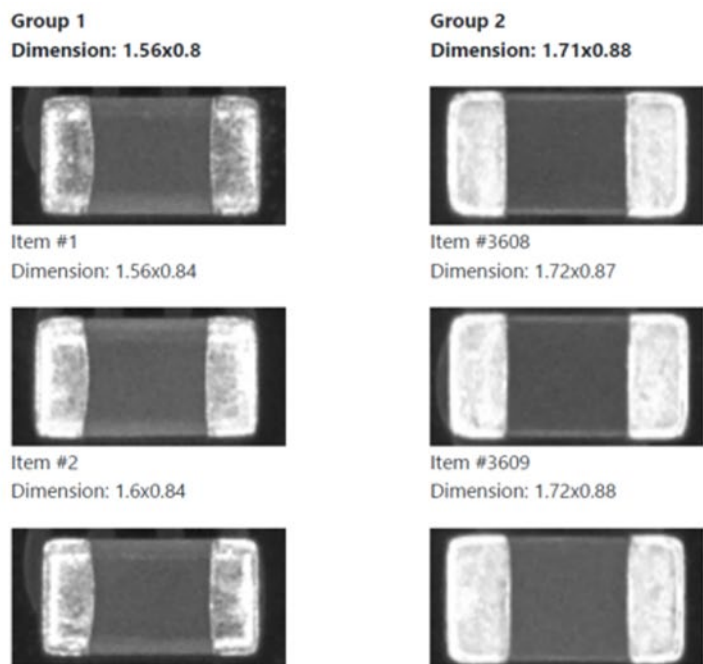 Group 1
Dimension: 1.56x0.8
Item #1
Dimension: 1.56x0.84
Item #2
Dimension: 1.6x0.84
Group 2
Dimension: 1.71x0.88
Item #3608
Dimension: 1.72x0.87
Item #3609
Dimension: 1.72x0.88